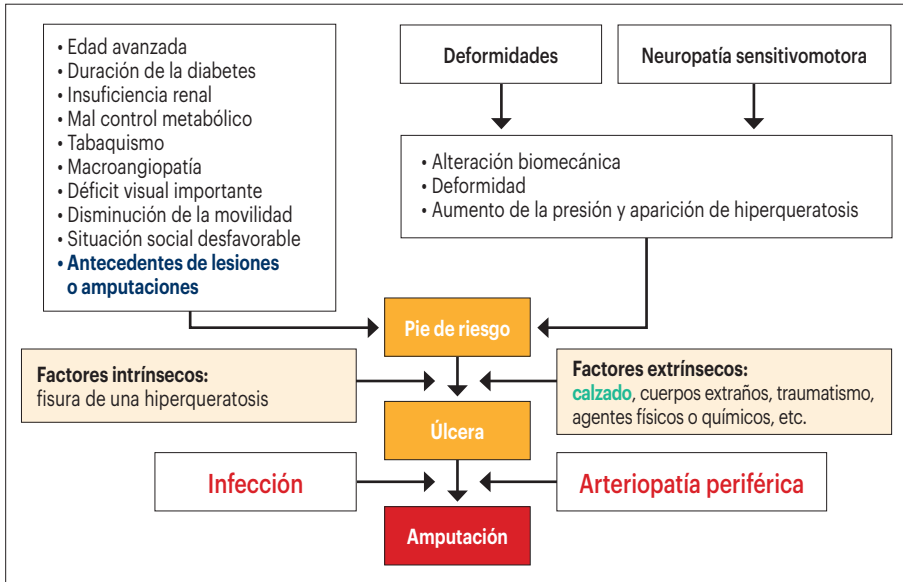 • Edad avanzada
• Duración de la diabetes
• Insuficiencia renal
• Mal control metabólico
• Tabaquismo
• Macroangiopatía
• Déficit visual importante
• Disminución de la movilidad
• Situación social desfavorable
• Antecedentes de lesiones
o amputaciones
Deformidades
Neuropatía sensitivomotora
• Alteración biomecánica
• Deformidad
• Aumento de la presión y aparición de hiperqueratosis
Pie de riesgo
Factores intrínsecos:
fisura de una hiperqueratosis
Factores extrínsecos:
calzado, cuerpos extraños, traumatismo,
agentes físicos o químicos, etc.
Úlcera
Infección
Arteriopatía periférica
Amputación